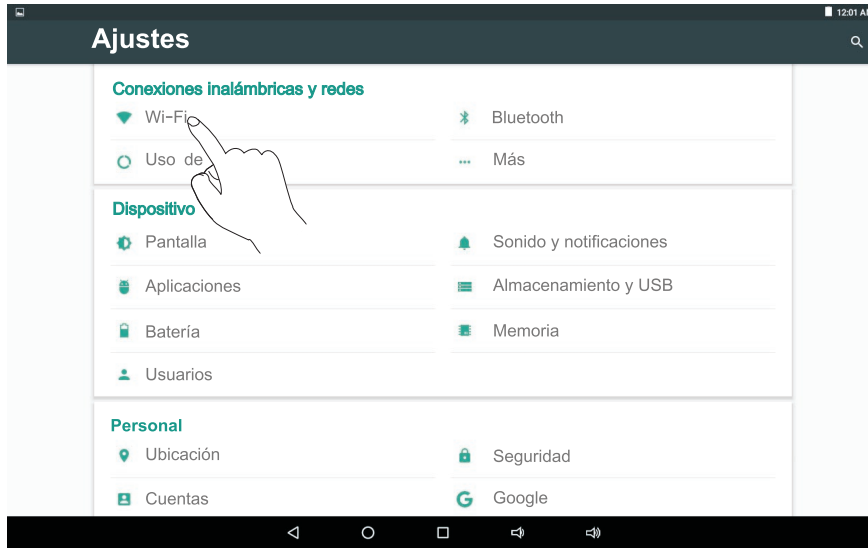 12:01 AM
Ajustes
Conexiones inalámbricas y redes
Wi-Fi
Bluetooth
Uso de
Más
Dispositivo
Pantalla
Sonido y notificaciones
Aplicaciones
Almacenamiento y USB
Batería
Memoria
Usuarios
Personal
Ubicación
Seguridad
Cuentas
Google